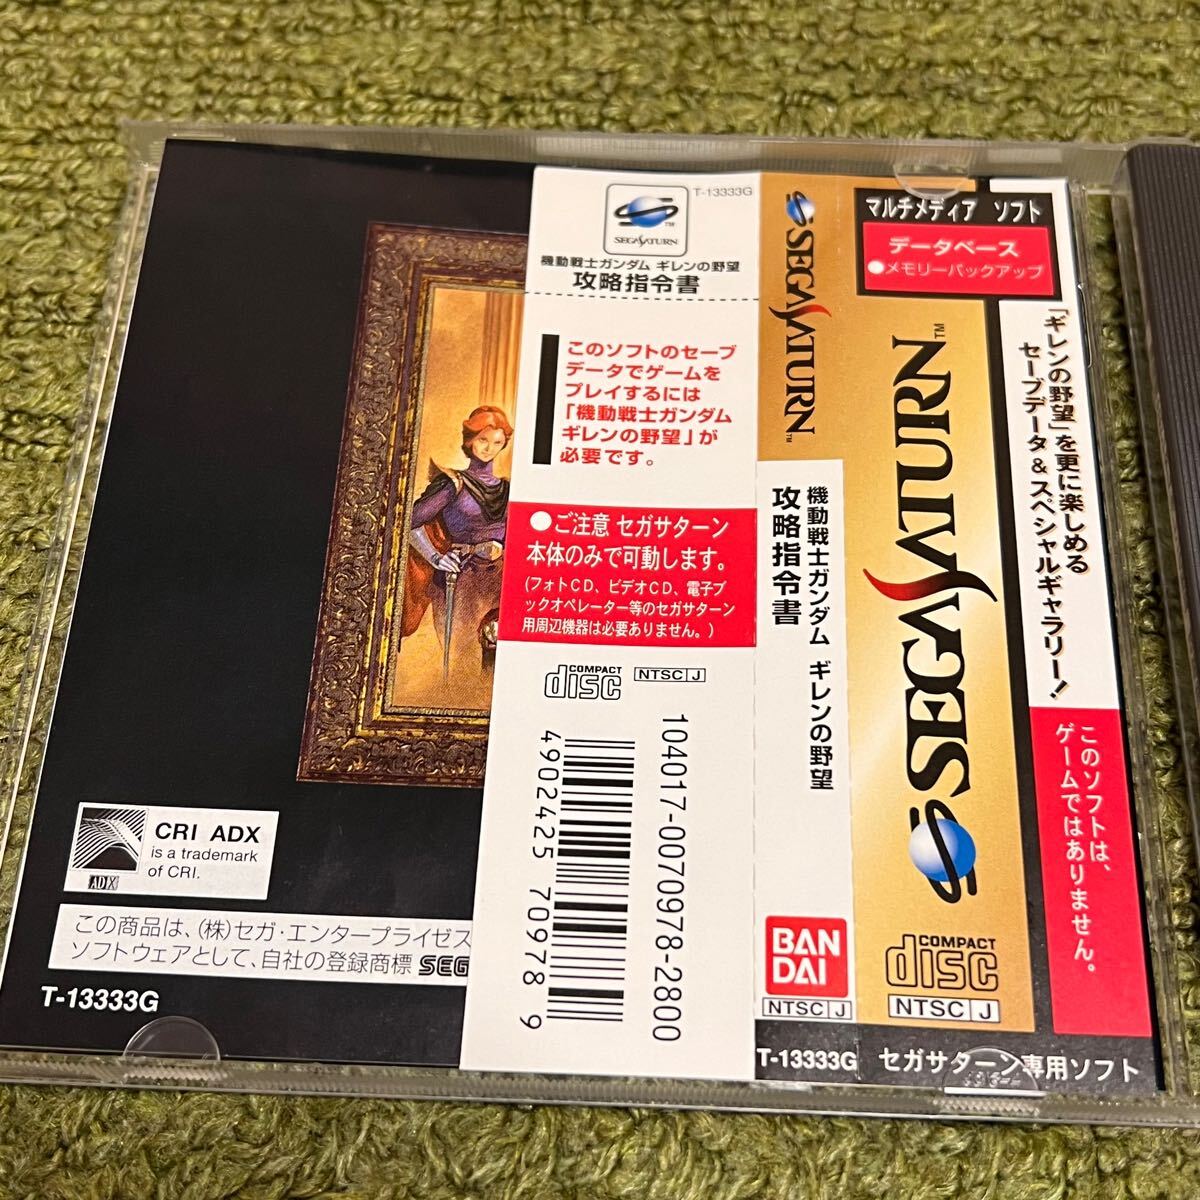 T-13333G
SEGA SATURN™
機動戦士ガンダム ギレンの野望
攻略指令書
このソフトのセーブ
データでゲームを
プレイするには
「機動戦士ガンダム
ギレンの野望」が
必要です。
●ご注意 セガサターン
本体のみで可動します。
(フォトCD、ビデオCD、電子ブ
ックオペレーター等のセガサターン
用周辺機器は必要ありません。)
COMPACT
disc
NTSC J
104017-0070978-2800
4902425 70978 9
CRI ADX
is a trademark
of CRI.
ADX
この商品は、(株)セガ・エンタープライゼス
ソフトウェアとして、自社の登録商標 SEG
T-13333G
SEGA SATURN™
機動戦士ガンダム ギレンの野望
攻略指令書
BAN
DAI
NTSC J
T-13333G
マルチメディア ソフト
データベース
●メモリーバックアップ
SEGA SATURN™
COMPACT
disc
NTSC J
「ギレンの野望」を更に楽しめる
セーブデータ&スペシャルギャラリー!
このソフトは、
ゲームではありません。
セガサターン専用ソフト